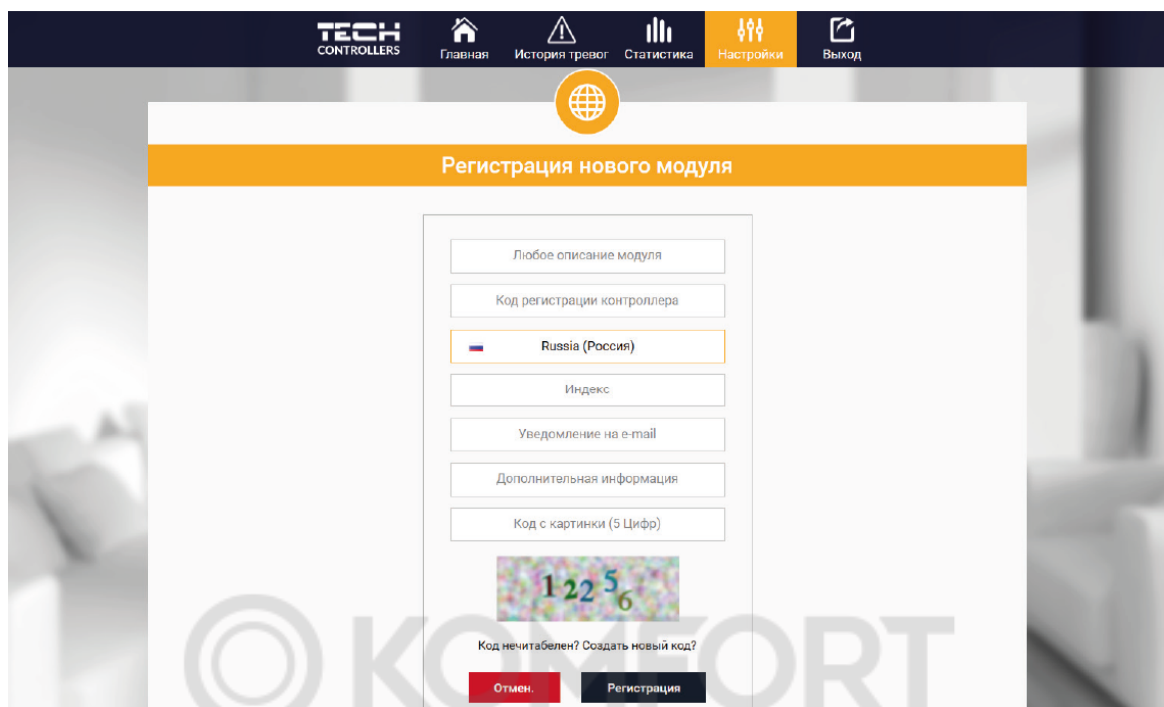 TECH
CONTROLLERS
Главная
История тревог
Статистика
Настройки
Выход
Регистрация нового модуля
Любое описание модуля
Код регистрации контроллера
Russia (Россия)
Индекс
Уведомление на e-mail
Дополнительная информация
Код с картинки (5 Цифр)
12256
Код нечитабелен? Создать новый код?
Отмен.
Регистрация
KOMFORT